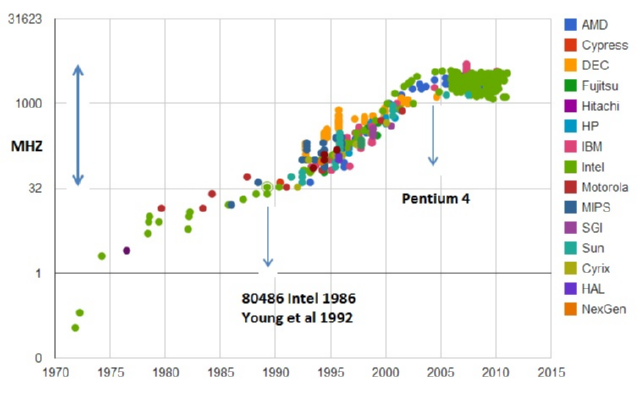 31623
1000
MHZ
32
1
0
1970
1975
1980
1985
1990
1995
2000
2005
2010
2015
Pentium 4
80486 Intel 1986
Young et al 1992
AMD
Cypress
DEC
Fujitsu
Hitachi
HP
IBM
Intel
Motorola
MIPS
SGI
Sun
Cyrix
HAL
NexGen